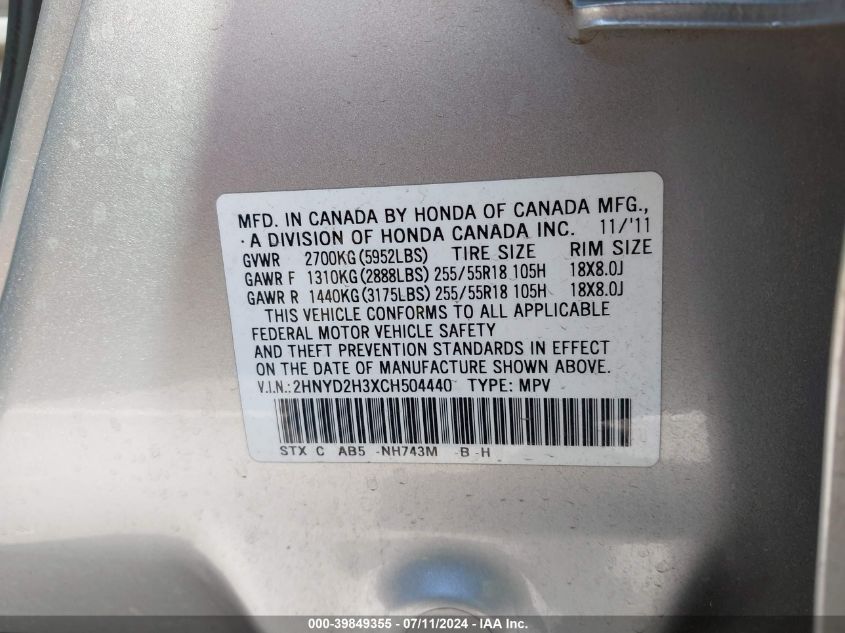 MFD. IN CANADA BY HONDA OF CANADA MFG.,
A DIVISION OF HONDA CANADA INC. 11/'11
GVWR 2700KG(5952LBS) TIRE SIZE RIM SIZE
GAWR F 1310KG(2888LBS) 255/55R18 105H 18X8.0J
GAWR R 1440KG(3175LBS) 255/55R18 105H 18X8.0J
THIS VEHICLE CONFORMS TO ALL APPLICABLE
FEDERAL MOTOR VEHICLE SAFETY
AND THEFT PREVENTION STANDARDS IN EFFECT
ON THE DATE OF MANUFACTURE SHOWN ABOVE.
V.I.N.: 2HNYD2H3XCH504440 TYPE: MPV
STX C AB5 -NH743M -B -H
000-39849355 - 07/11/2024 - IAA Inc.